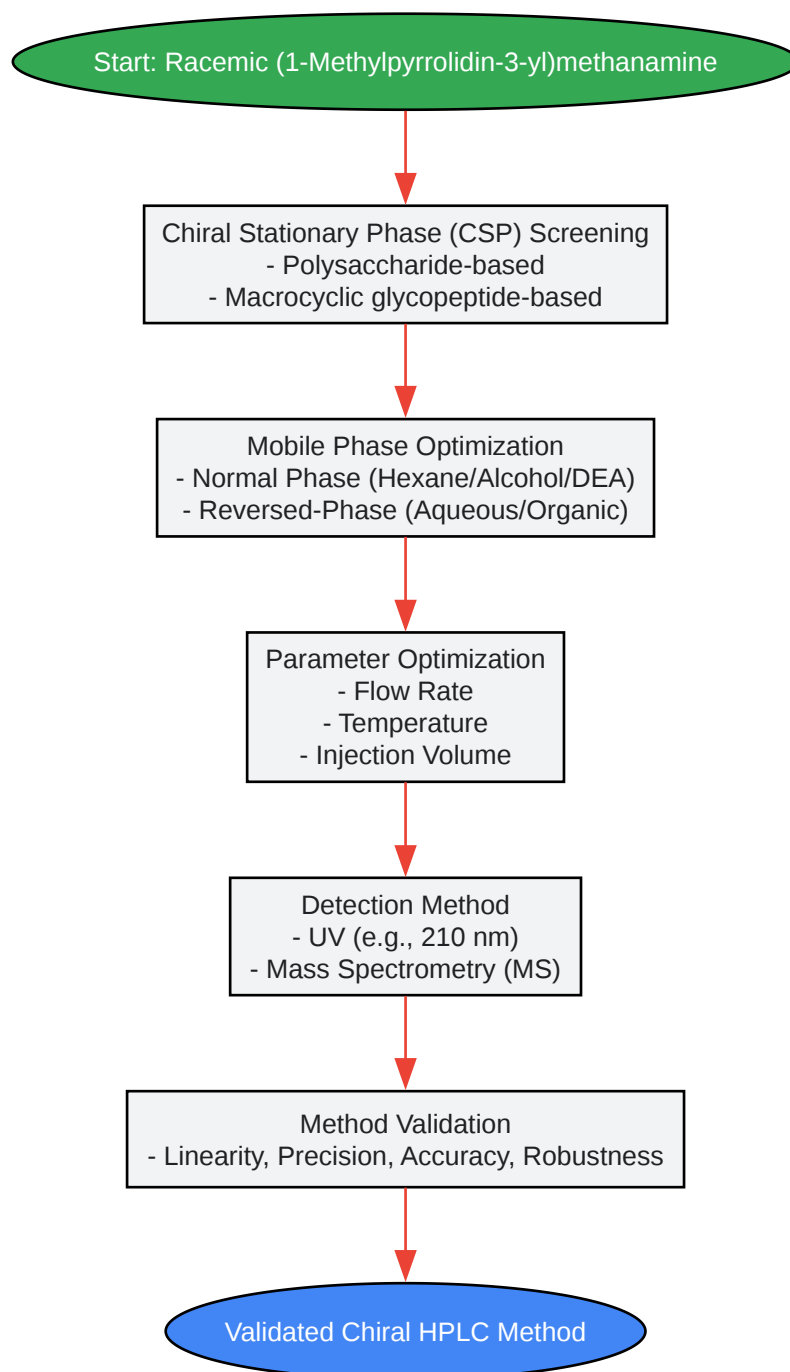 Start: Racemic (1-Methylpyrrolidin-3-yl)methanamine
Chiral Stationary Phase (CSP) Screening
- Polysaccharide-based
- Macrocyclic glycopeptide-based
Mobile Phase Optimization
- Normal Phase (Hexane/Alcohol/DEA)
- Reversed-Phase (Aqueous/Organic)
Parameter Optimization
- Flow Rate
- Temperature
- Injection Volume
Detection Method
- UV (e.g., 210 nm)
- Mass Spectrometry (MS)
Method Validation
- Linearity, Precision, Accuracy, Robustness
Validated Chiral HPLC Method